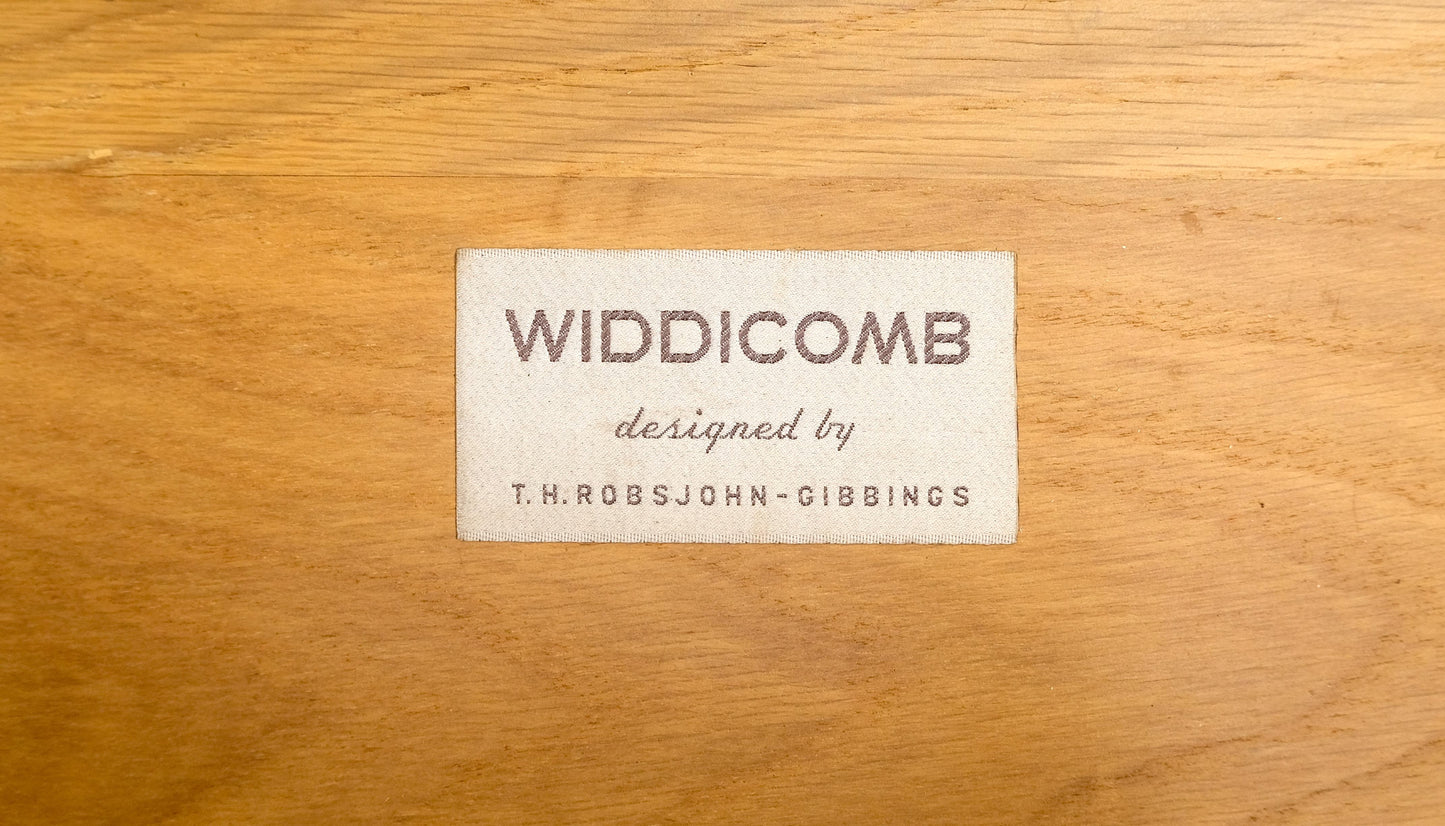 WIDDICOMB
designed by
T. H. ROBSJOHN-GIBBINGS